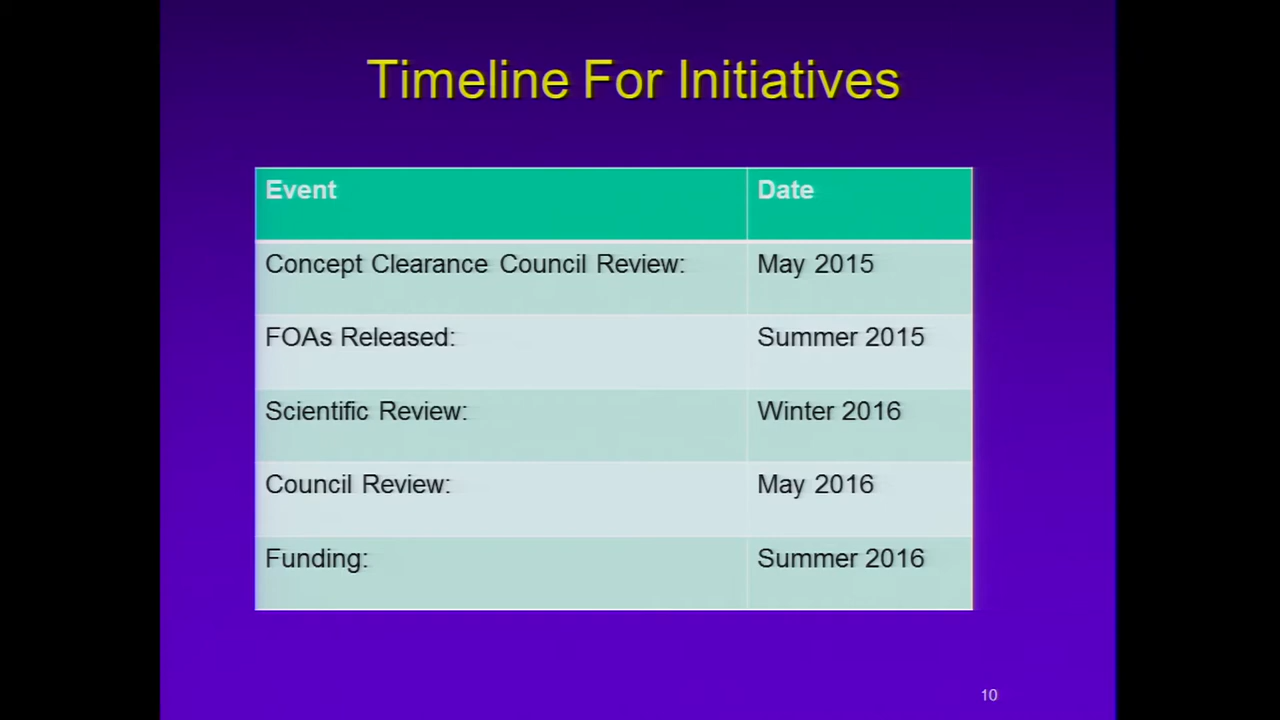 Timeline For Initiatives
Event Date
Concept Clearance Council Review: May 2015
FOAs Released: Summer 2015
Scientific Review: Winter 2016
Council Review: May 2016
Funding: Summer 2016
10